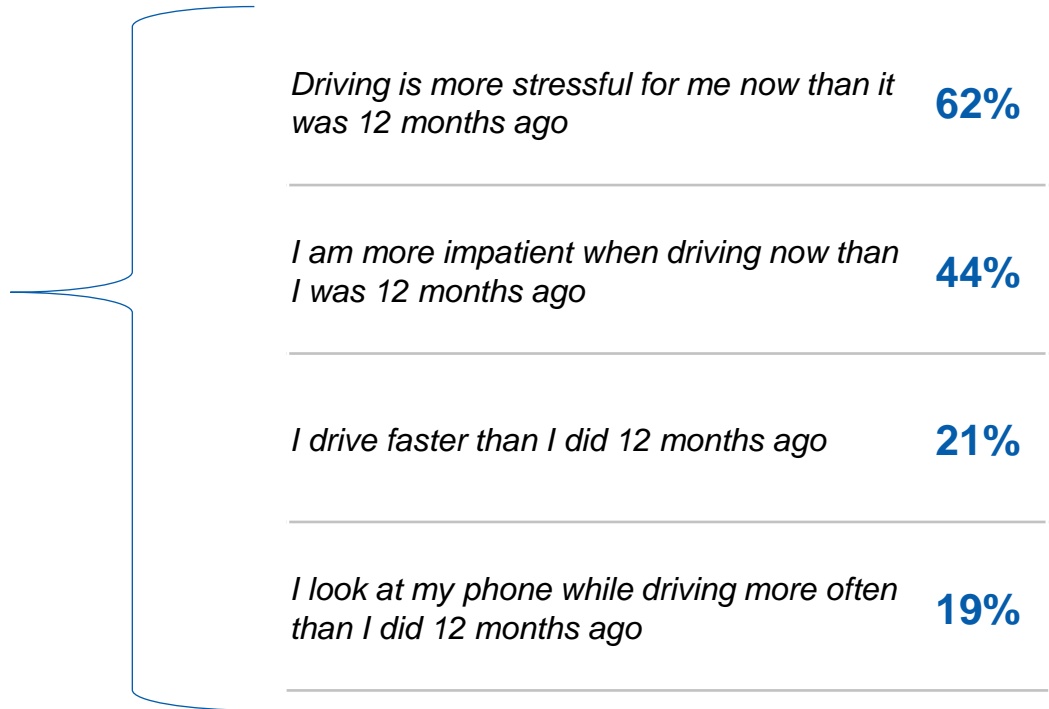 Driving is more stressful for me now than it
was 12 months ago
62%
I am more impatient when driving now than
I was 12 months ago
44%
I drive faster than I did 12 months ago
21%
I look at my phone while driving more often
than I did 12 months ago
19%